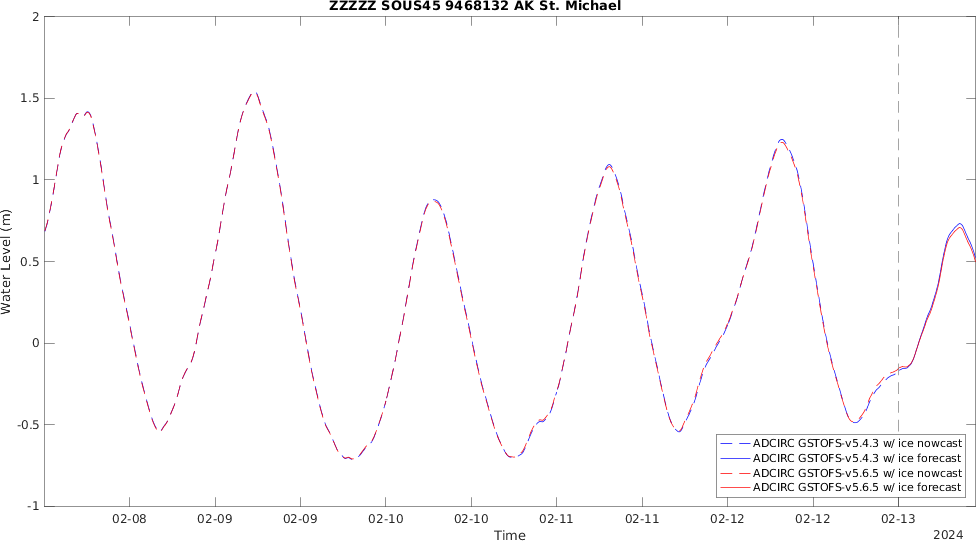 ZZZZZ SOUS45 9468132 AK St. Michael
2
1.5
1
0.5
0
-0.5
-1
Water Level (m)
ADCIRC GSTOFS-v5.4.3 w/ ice nowcast
ADCIRC GSTOFS-v5.4.3 w/ ice forecast
ADCIRC GSTOFS-v5.6.5 w/ ice nowcast
ADCIRC GSTOFS-v5.6.5 w/ ice forecast
02-08 02-09 02-09 02-10 02-10 02-11 02-11 02-12 02-12 02-13
Time
2024